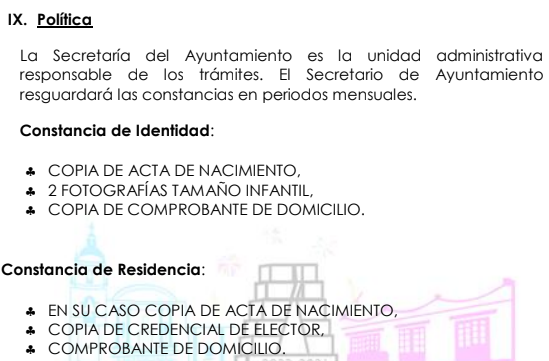 IX. Política
La Secretaría del Ayuntamiento es la unidad administrativa
responsable de los trámites. El Secretario de Ayuntamiento
resguardará las constancias en periodos mensuales.
Constancia de Identidad:
♣ COPIA DE ACTA DE NACIMIENTO,
♣ 2 FOTOGRAFÍAS TAMAÑO INFANTIL,
♣ COPIA DE COMPROBANTE DE DOMICILIO.
Constancia de Residencia:
♣ EN SU CASO COPIA DE ACTA DE NACIMIENTO,
♣ COPIA DE CREDENCIAL DE ELECTOR,
♣ COMPROBANTE DE DOMICILIO.